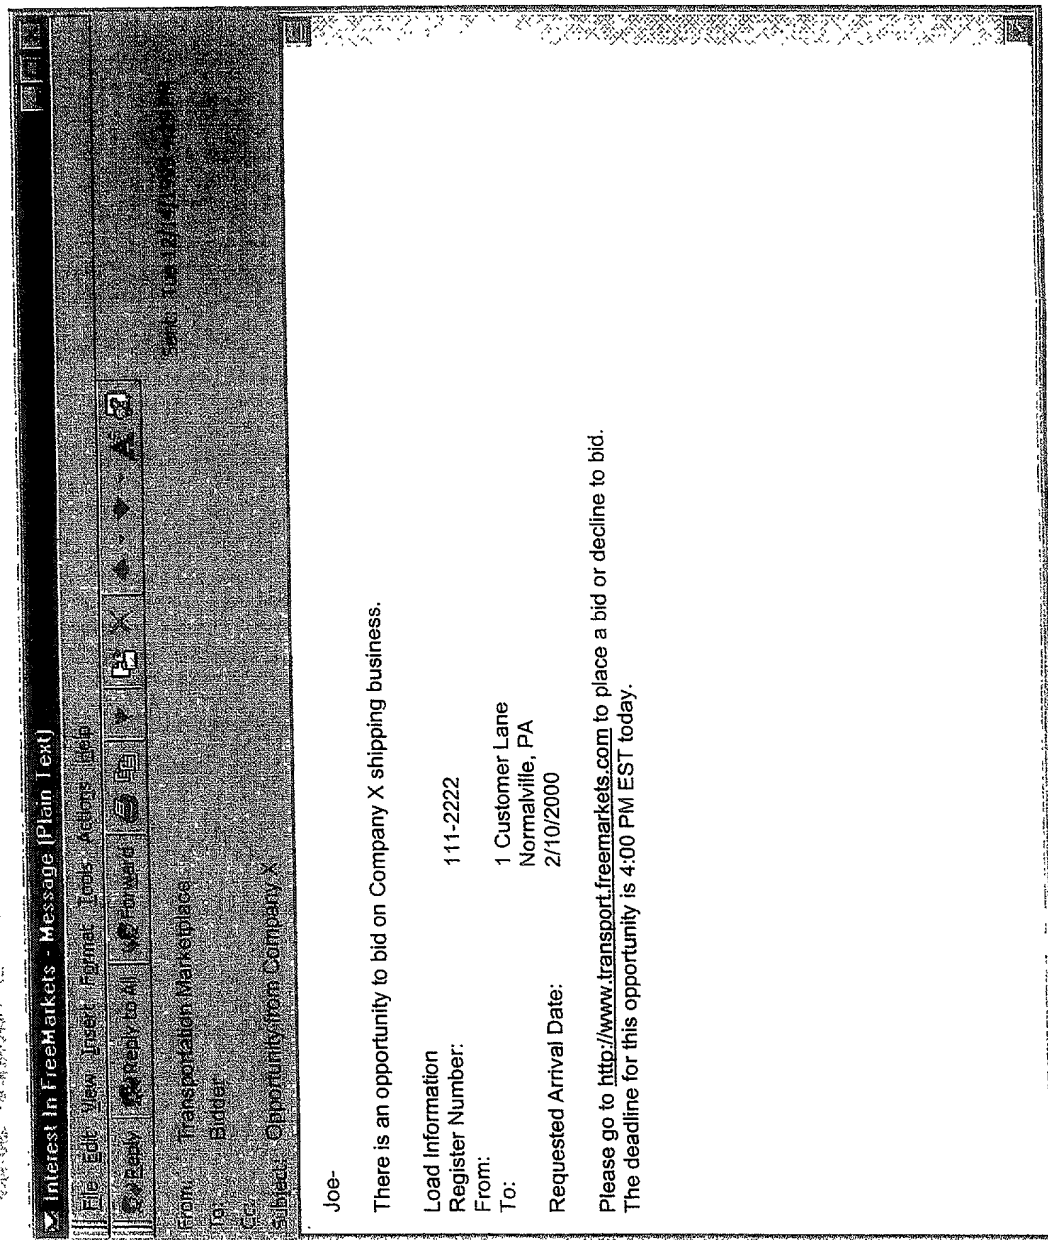 Interest In FreeMarkets - Message (Plain Text)
File Edit View Insert Format Tools Actions Help
Reply Reply to All Forward
From: Transportation Marketplace
To: Bidder
Cc:
Subject: Opportunity from Company X
Joe-
There is an opportunity to bid on Company X shipping business.
Load Information
Register Number: 111-2222
From:
To: 1 Customer Lane
Normalville, PA
Requested Arrival Date: 2/10/2000
Please go to http://www.transport.freemarkets.com to place a bid or decline to bid.
The deadline for this opportunity is 4:00 PM EST today.